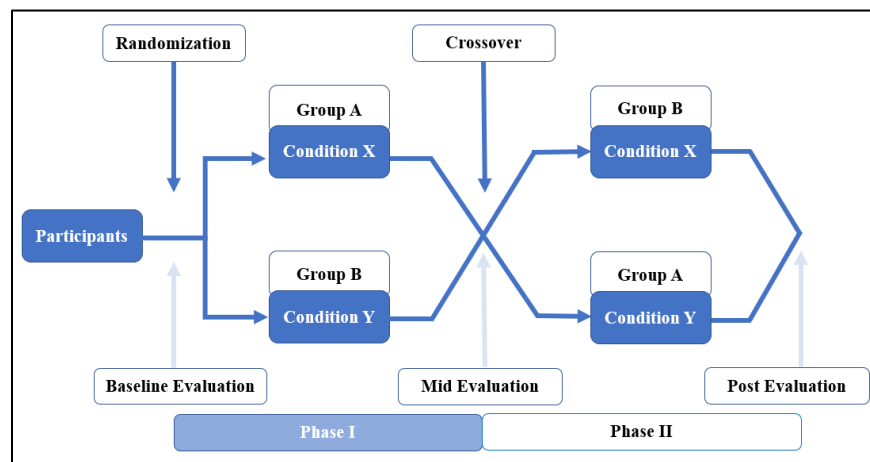 Randomization
Crossover
Group A
Condition X
Group B
Condition X
Participants
Group B
Condition Y
Group A
Condition Y
Baseline Evaluation
Mid Evaluation
Post Evaluation
Phase I
Phase II